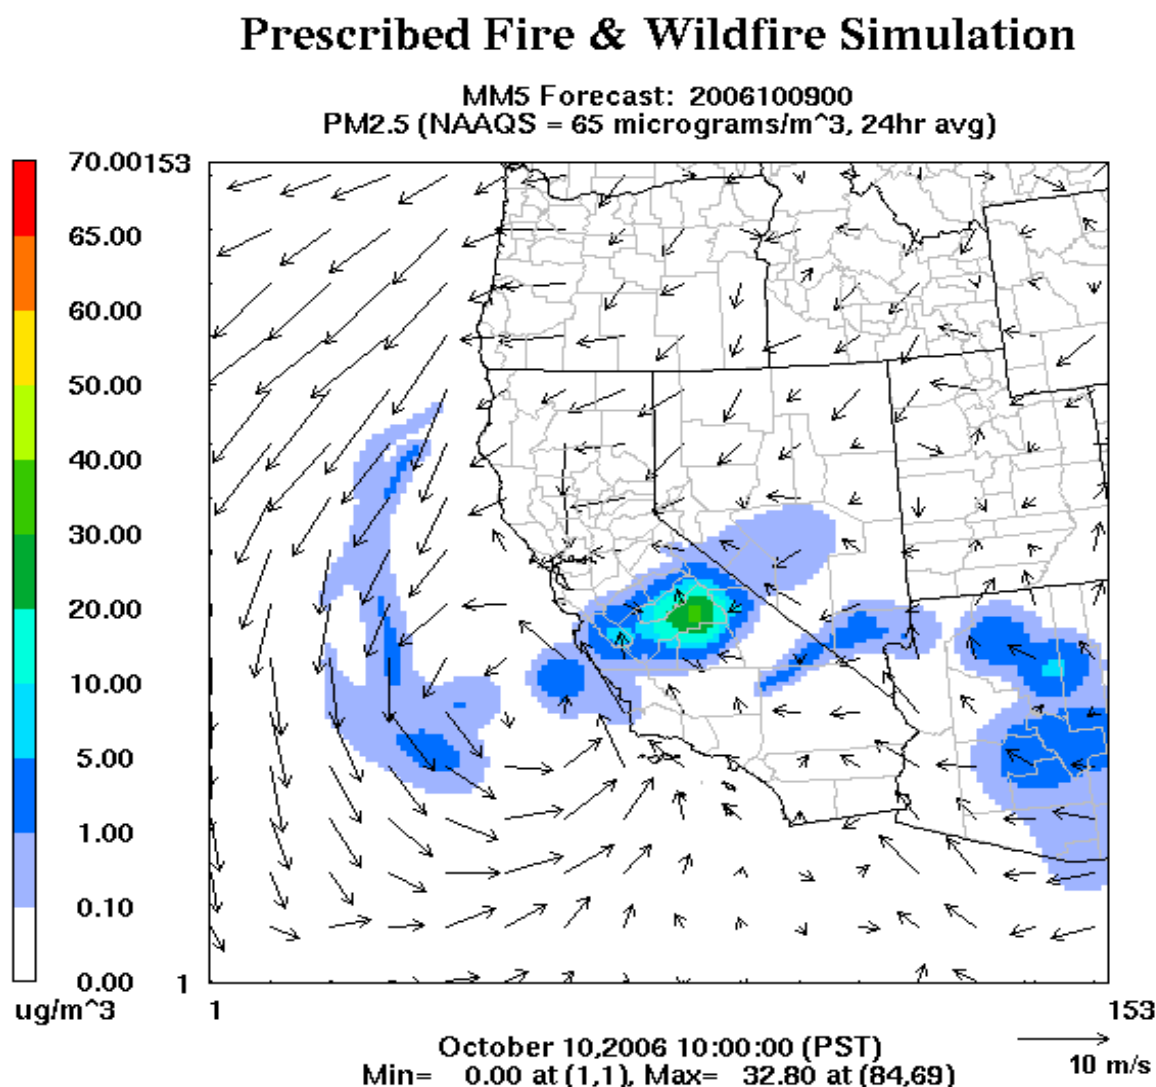 Prescribed Fire & Wildfire Simulation
MM5 Forecast: 2006100900
PM2.5 (NAAQS = 65 micrograms/m^3, 24hr avg)
70.00
65.00
60.00
50.00
40.00
30.00
20.00
10.00
5.00
1.00
0.10
0.00
ug/m^3
153
1
1
153
October 10,2006 10:00:00 (PST)
Min= 0.00 at (1,1), Max= 32.80 at (84,69)
10 m/s